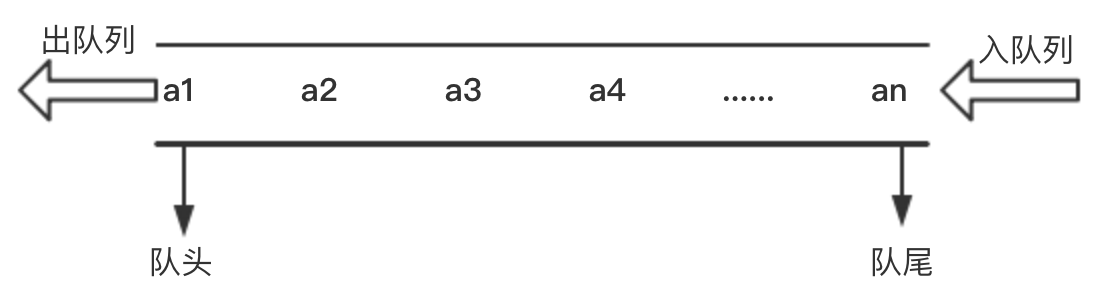 出队列
入队列
a1 a2 a3 a4 ...... an
队头
队尾